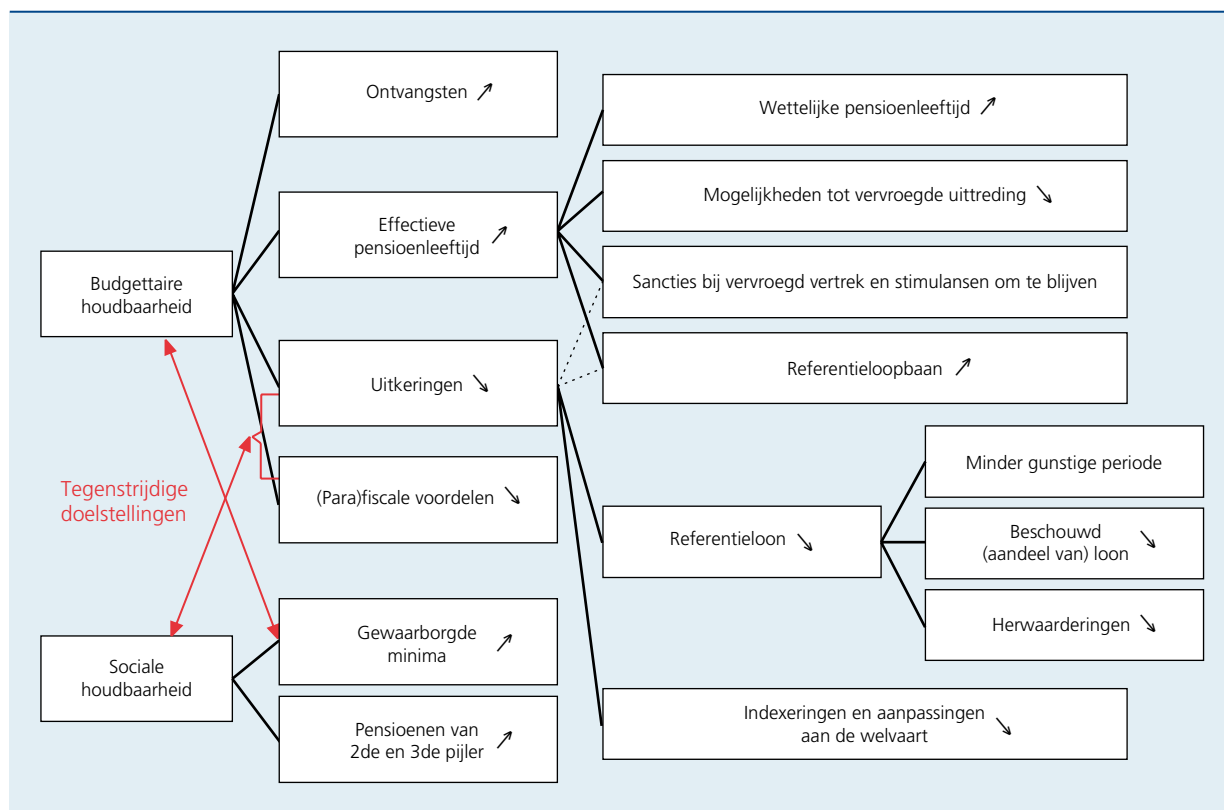 Ontvangsten ↗
Wettelijke pensioenleeftijd ↗
Mogelijkheden tot vervroegde uittreding ↘
Effectieve
pensioenleeftijd ↗
Budgettaire
houdbaarheid
Sancties bij vervroegd vertrek en stimulansen om te blijven
Uitkeringen ↘
Referentieloopbaan ↗
Tegenstrijdige
doelstellingen
(Para)fiscale voordelen ↘
Referentieloon ↘
Minder gunstige periode
Beschouwd
(aandeel van) loon ↘
Herwaarderingen ↘
Sociale
houdbaarheid
Gewaarborgde
minima ↗
Pensioenen van
2de en 3de pijler ↗
Indexeringen en aanpassingen
aan de welvaart ↘